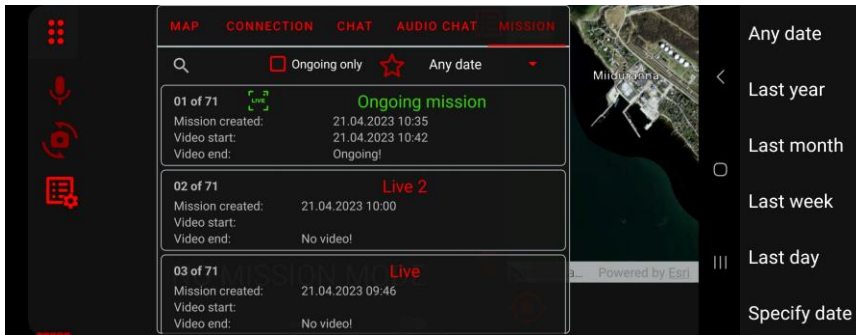 MAP CONNECTION CHAT AUDIO CHAT MISSION
Ongoing only Any date
01 of 71 LIVE Ongoing mission
Mission created: 21.04.2023 10:35
Video start: 21.04.2023 10:42
Video end: Ongoing!
02 of 71 Live 2
Mission created: 21.04.2023 10:00
Video start:
Video end: No video!
03 of 71 Live
Mission created: 21.04.2023 09:46
Video start:
Video end: No video!
MISSION MODE
Miiduranna
Powered by Esri
Any date
Last year
Last month
Last week
Last day
Specify date